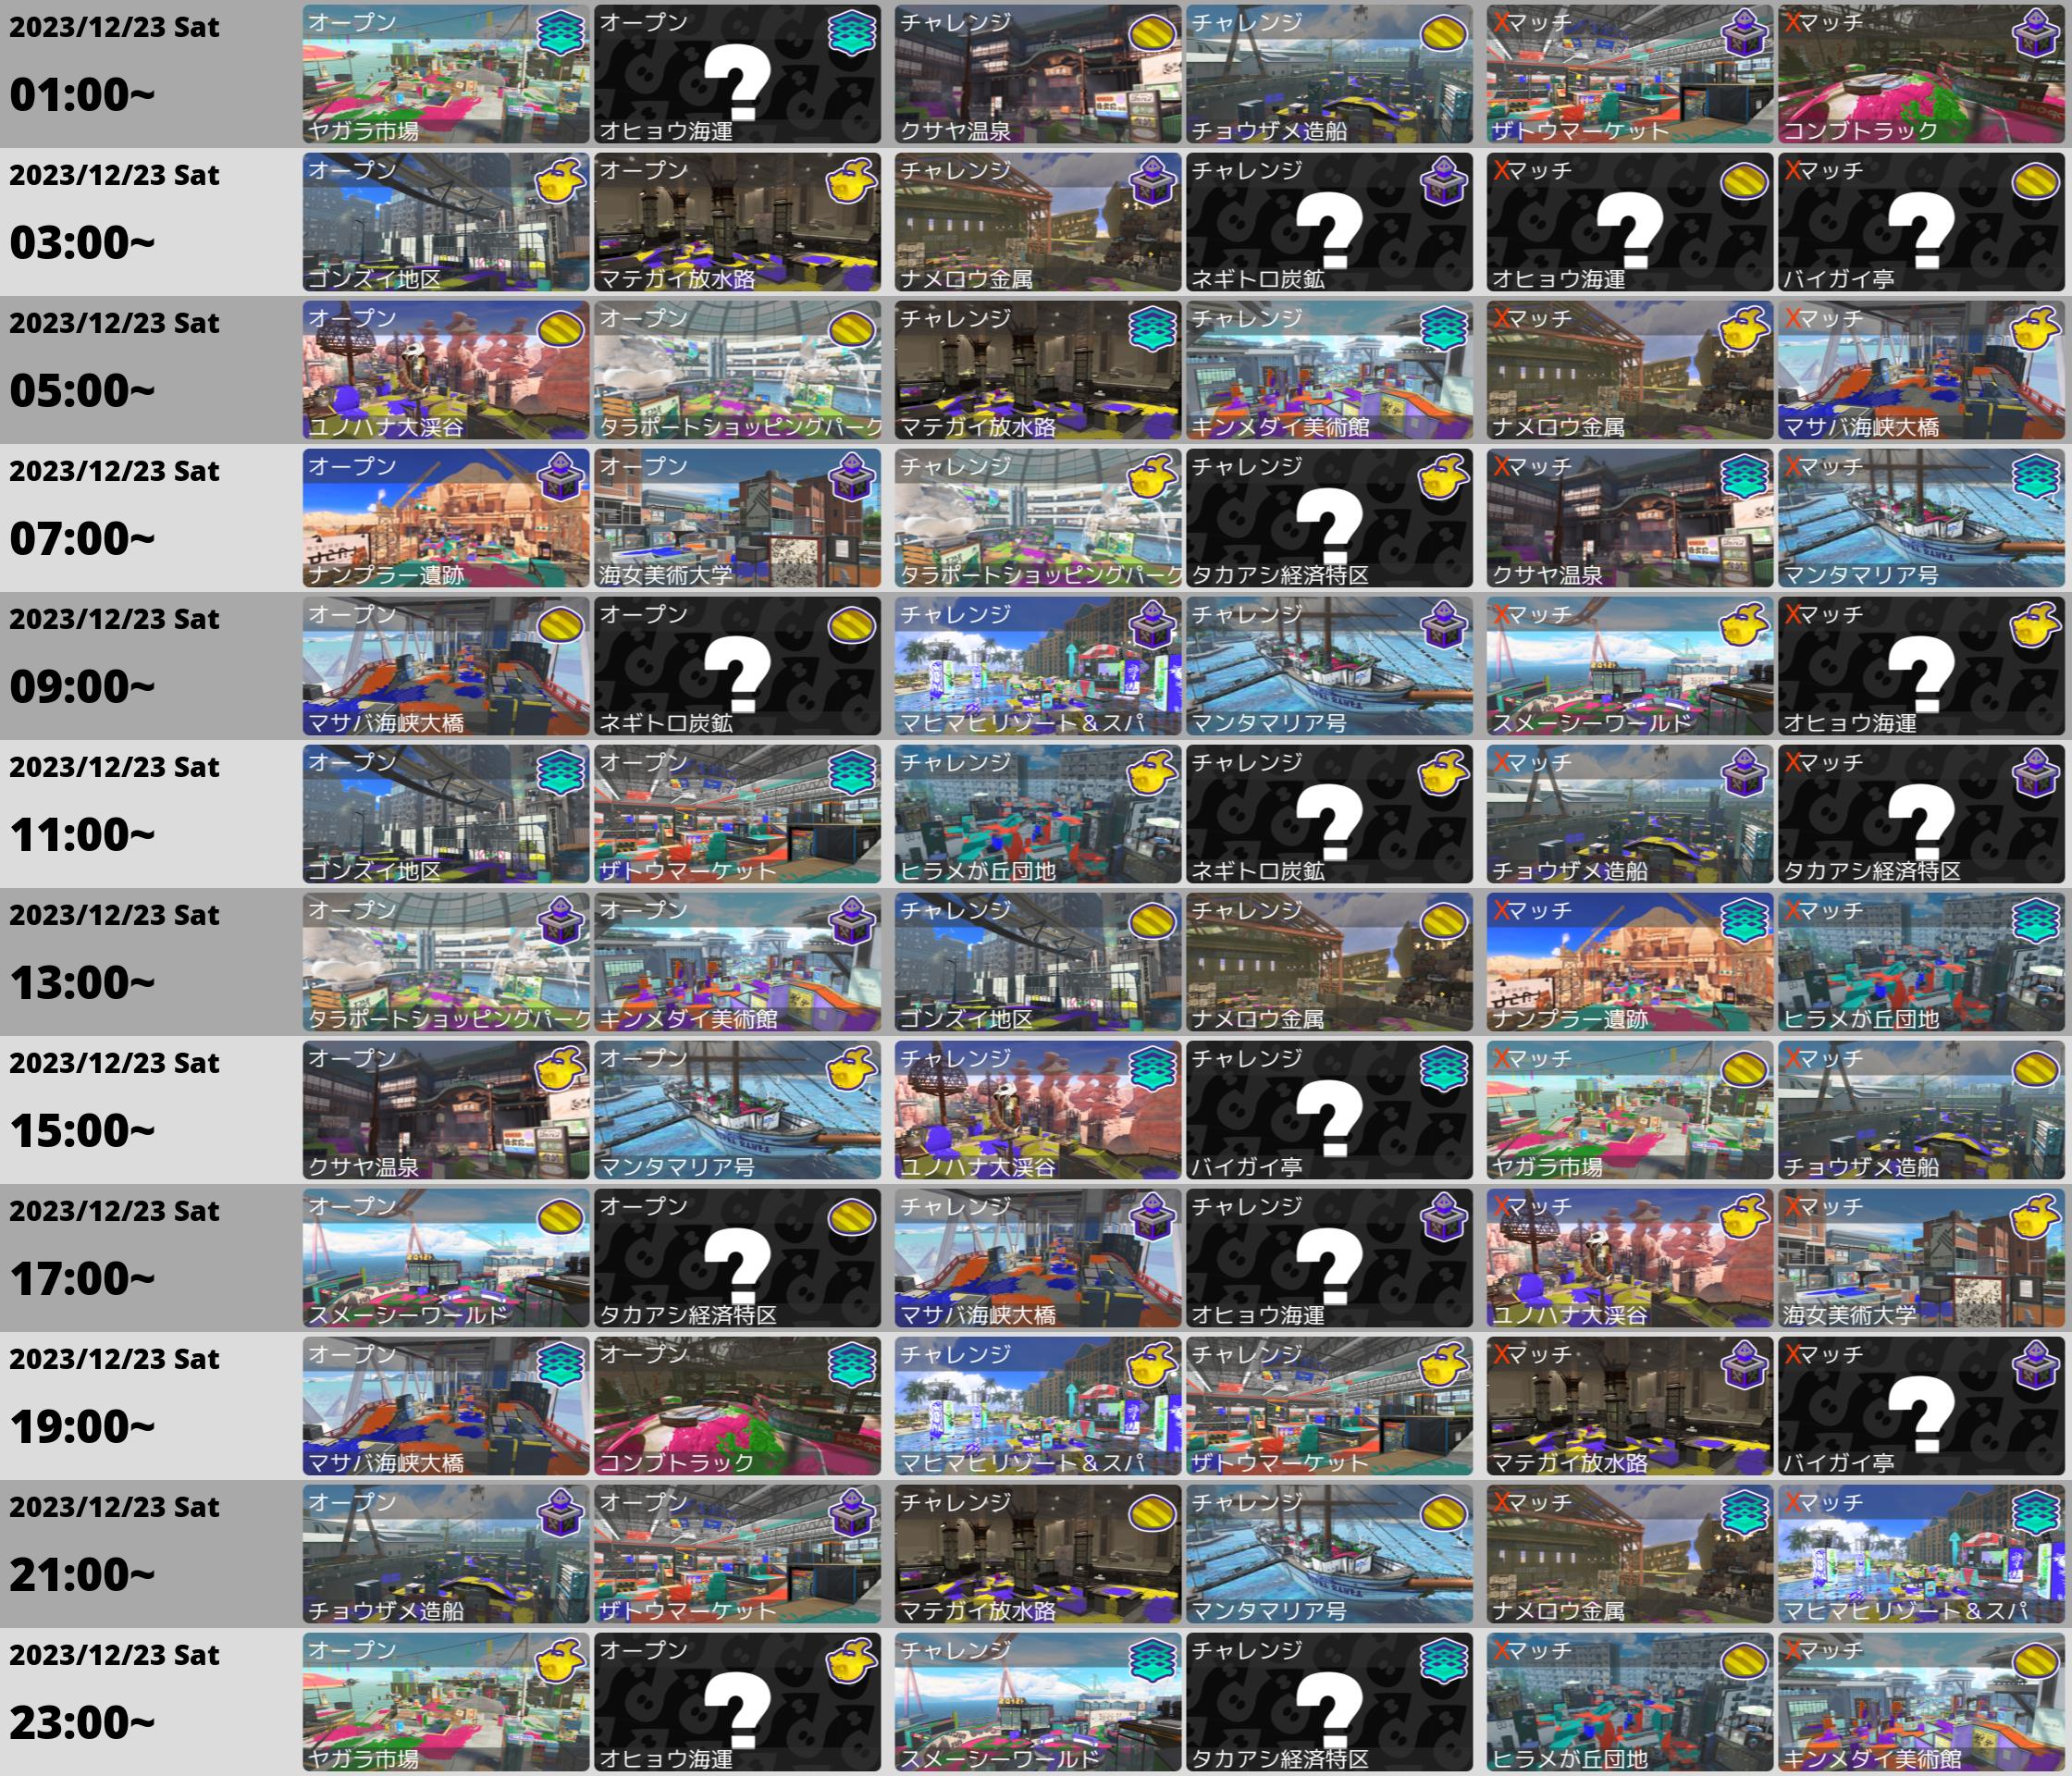 2023/12/23 Sat
01:00~
オープン オープン チャレンジ チャレンジ Xマッチ Xマッチ
ヤガラ市場 オヒョウ海運 クサヤ温泉 チョウザメ造船 ザトウマーケット コンブトラック
2023/12/23 Sat
03:00~
オープン オープン チャレンジ チャレンジ Xマッチ Xマッチ
ゴンズイ地区 マテガイ放水路 ナメロウ金属 ネギトロ炭鉱 オヒョウ海運 バイガイ亭
2023/12/23 Sat
05:00~
オープン オープン チャレンジ チャレンジ Xマッチ Xマッチ
ユノハナ大渓谷 タラポートショッピングパーク マテガイ放水路 キンメダイ美術館 ナメロウ金属 マサバ海峡大橋
2023/12/23 Sat
07:00~
オープン オープン チャレンジ チャレンジ Xマッチ Xマッチ
ナンプラー遺跡 海女美術大学 タラポートショッピングパーク タカアシ経済特区 クサヤ温泉 マンタマリア号
2023/12/23 Sat
09:00~
オープン オープン チャレンジ チャレンジ Xマッチ Xマッチ
マサバ海峡大橋 ネギトロ炭鉱 マヒマヒリゾート&スパ マンタマリア号 スメーシーワールド オヒョウ海運
2023/12/23 Sat
11:00~
オープン オープン チャレンジ チャレンジ Xマッチ Xマッチ
ゴンズイ地区 ザトウマーケット ヒラメが丘団地 ネギトロ炭鉱 チョウザメ造船 タカアシ経済特区
2023/12/23 Sat
13:00~
オープン オープン チャレンジ チャレンジ Xマッチ Xマッチ
タラポートショッピングパーク キンメダイ美術館 ゴンズイ地区 ナメロウ金属 ナンプラー遺跡 ヒラメが丘団地
2023/12/23 Sat
15:00~
オープン オープン チャレンジ チャレンジ Xマッチ Xマッチ
クサヤ温泉 マンタマリア号 ユノハナ大渓谷 バイガイ亭 ヤガラ市場 チョウザメ造船
2023/12/23 Sat
17:00~
オープン オープン チャレンジ チャレンジ Xマッチ Xマッチ
スメーシーワールド タカアシ経済特区 マサバ海峡大橋 オヒョウ海運 ユノハナ大渓谷 海女美術大学
2023/12/23 Sat
19:00~
オープン オープン チャレンジ チャレンジ Xマッチ Xマッチ
マサバ海峡大橋 コンブトラック マヒマヒリゾート&スパ ザトウマーケット マテガイ放水路 バイガイ亭
2023/12/23 Sat
21:00~
オープン オープン チャレンジ チャレンジ Xマッチ Xマッチ
チョウザメ造船 ザトウマーケット マテガイ放水路 マンタマリア号 ナメロウ金属 マヒマヒリゾート&スパ
2023/12/23 Sat
23:00~
オープン オープン チャレンジ チャレンジ Xマッチ Xマッチ
ヤガラ市場 オヒョウ海運 スメーシーワールド タカアシ経済特区 ヒラメが丘団地 キンメダイ美術館